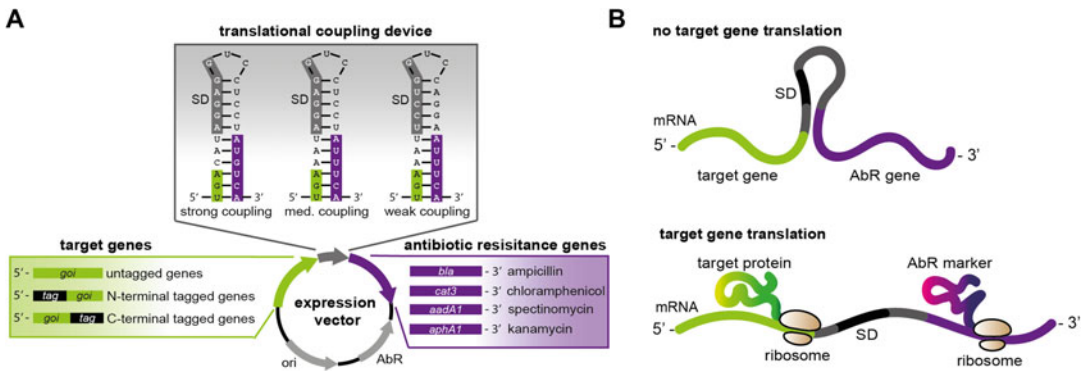 A
translational coupling device
SD
SD
SD
5' 3' 5' 3' 5' 3'
strong coupling med. coupling weak coupling
target genes
5' - goi untagged genes
5' - tag goi N-terminal tagged genes
5' - goi tag C-terminal tagged genes
expression
vector
ori
AbR
antibiotic resisitance genes
bla - 3' ampicillin
cat3 - 3' chloramphenicol
aadA1 - 3' spectinomycin
aphA1 - 3' kanamycin
B
no target gene translation
SD
mRNA
5' -
- 3'
target gene
AbR gene
target gene translation
target protein
AbR marker
mRNA
5' -
SD
- 3'
ribosome
ribosome